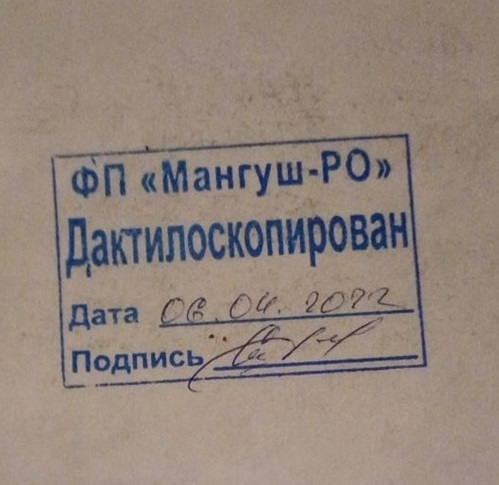 ФП «Мангуш-РО»
Дактилоскопирован
Дата 06.04.2022
Подпись